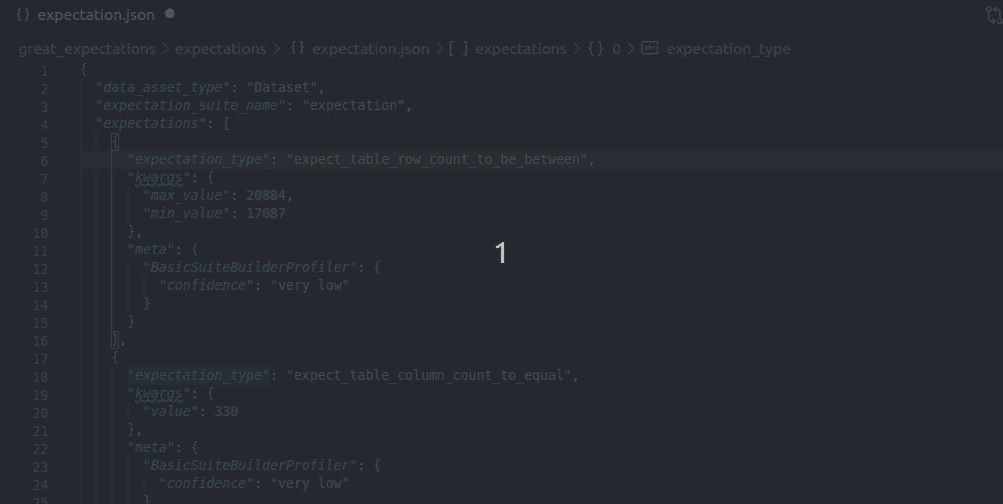 {} expectation.json ●
great_expectations > expectations > {} expectation.json > [ ] expectations > {} 0 > abc expectation_type
1 {
2 "data_asset_type": "Dataset",
3 "expectation_suite_name": "expectation",
4 "expectations": [
5 {
6 "expectation_type": "expect_table_row_count_to_be_between",
7 "kwargs": {
8 "max_value": 20884,
9 "min_value": 17087
10 },
11 "meta": {
12 "BasicSuiteBuilderProfiler": {
13 "confidence": "very low"
14 }
15 }
16 },
17 {
18 "expectation_type": "expect_table_column_count_to_equal",
19 "kwargs": {
20 "value": 330
21 },
22 "meta": {
23 "BasicSuiteBuilderProfiler": {
24 "confidence": "very low"
25 }
1